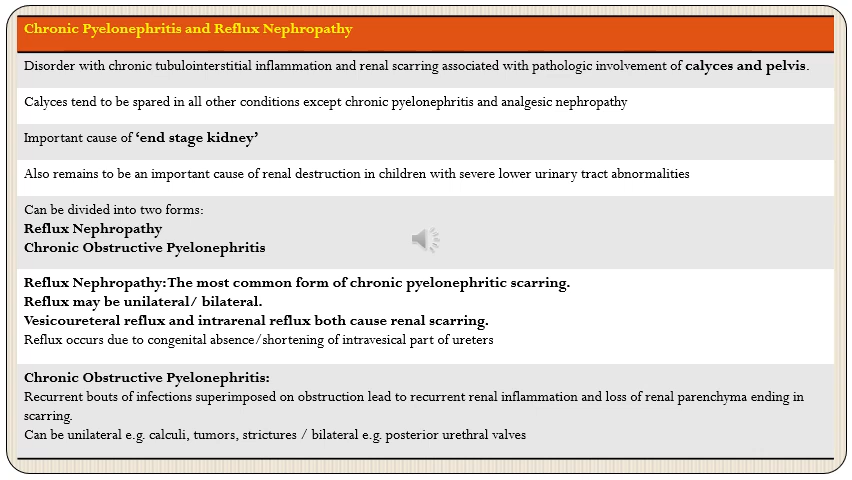 Chronic Pyelonephritis and Reflux Nephropathy
Disorder with chronic tubulointerstitial inflammation and renal scarring associated with pathologic involvement of calyces and pelvis.
Calyces tend to be spared in all other conditions except chronic pyelonephritis and analgesic nephropathy
Important cause of ‘end stage kidney’
Also remains to be an important cause of renal destruction in children with severe lower urinary tract abnormalities
Can be divided into two forms:
Reflux Nephropathy
Chronic Obstructive Pyelonephritis
Reflux Nephropathy: The most common form of chronic pyelonephritic scarring.
Reflux may be unilateral/ bilateral.
Vesicoureteral reflux and intrarenal reflux both cause renal scarring.
Reflux occurs due to congenital absence/shortening of intravesical part of ureters
Chronic Obstructive Pyelonephritis:
Recurrent bouts of infections superimposed on obstruction lead to recurrent renal inflammation and loss of renal parenchyma ending in
scarring.
Can be unilateral e.g. calculi, tumors, strictures / bilateral e.g. posterior urethral valves